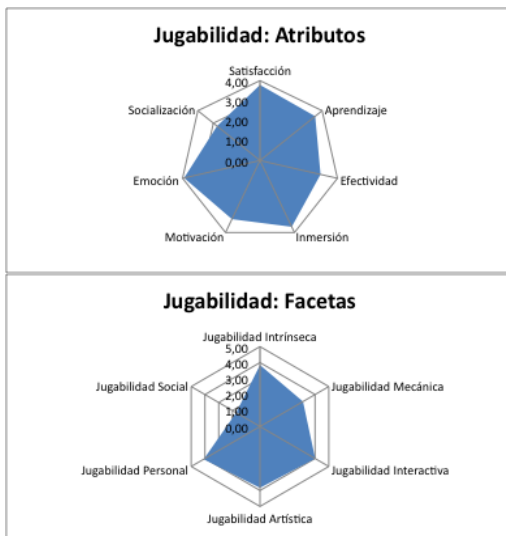 Jugabilidad: Atributos
Satisfacción
4,00
Socialización
3,00
Aprendizaje
2,00
1,00
0,00
Emoción
Efectividad
Motivación
Inmersión
Jugabilidad: Facetas
Jugabilidad Intrínseca
5,00
4,00
Jugabilidad Social
3,00
Jugabilidad Mecánica
2,00
1,00
0,00
Jugabilidad Personal
Jugabilidad Interactiva
Jugabilidad Artística